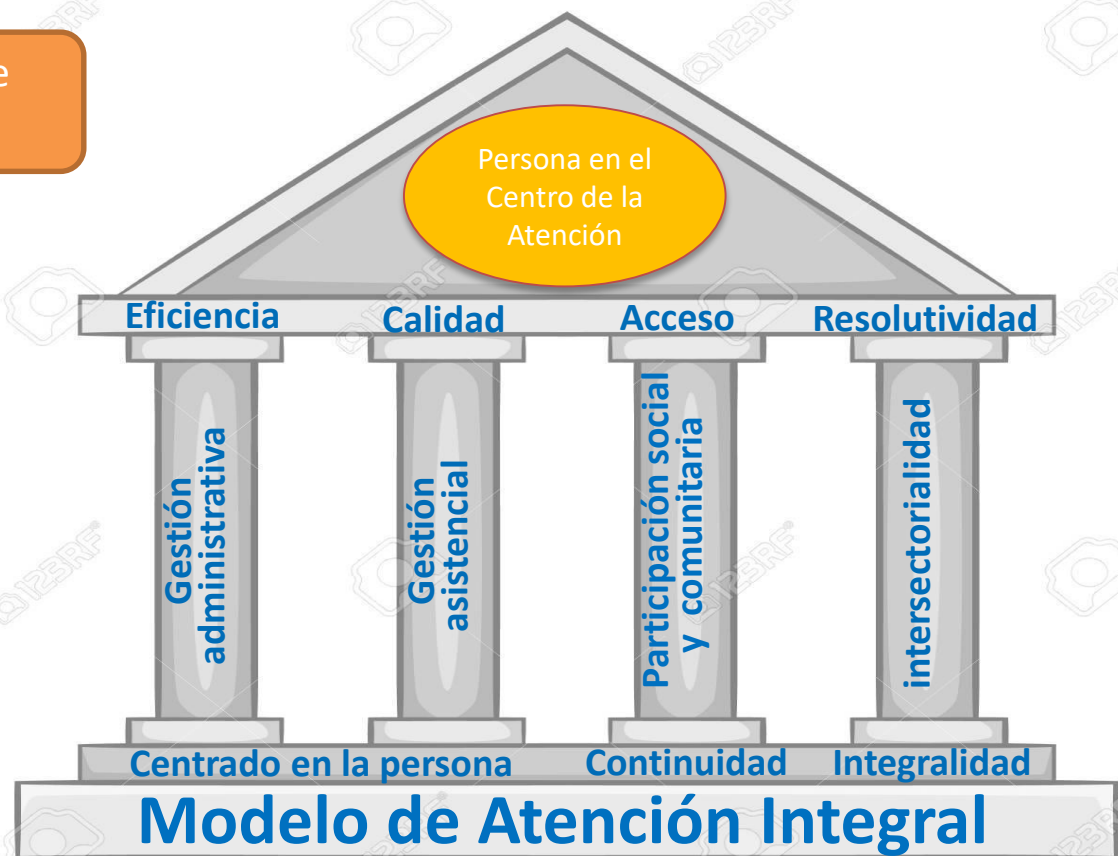 e
Persona en el
Centro de la
Atención
Eficiencia
Calidad
Acceso
Resolutividad
Gestión
administrativa
Gestión
asistencial
Participación social
y comunitaria
intersectorialidad
Centrado en la persona
Continuidad
Integralidad
Modelo de Atención Integral